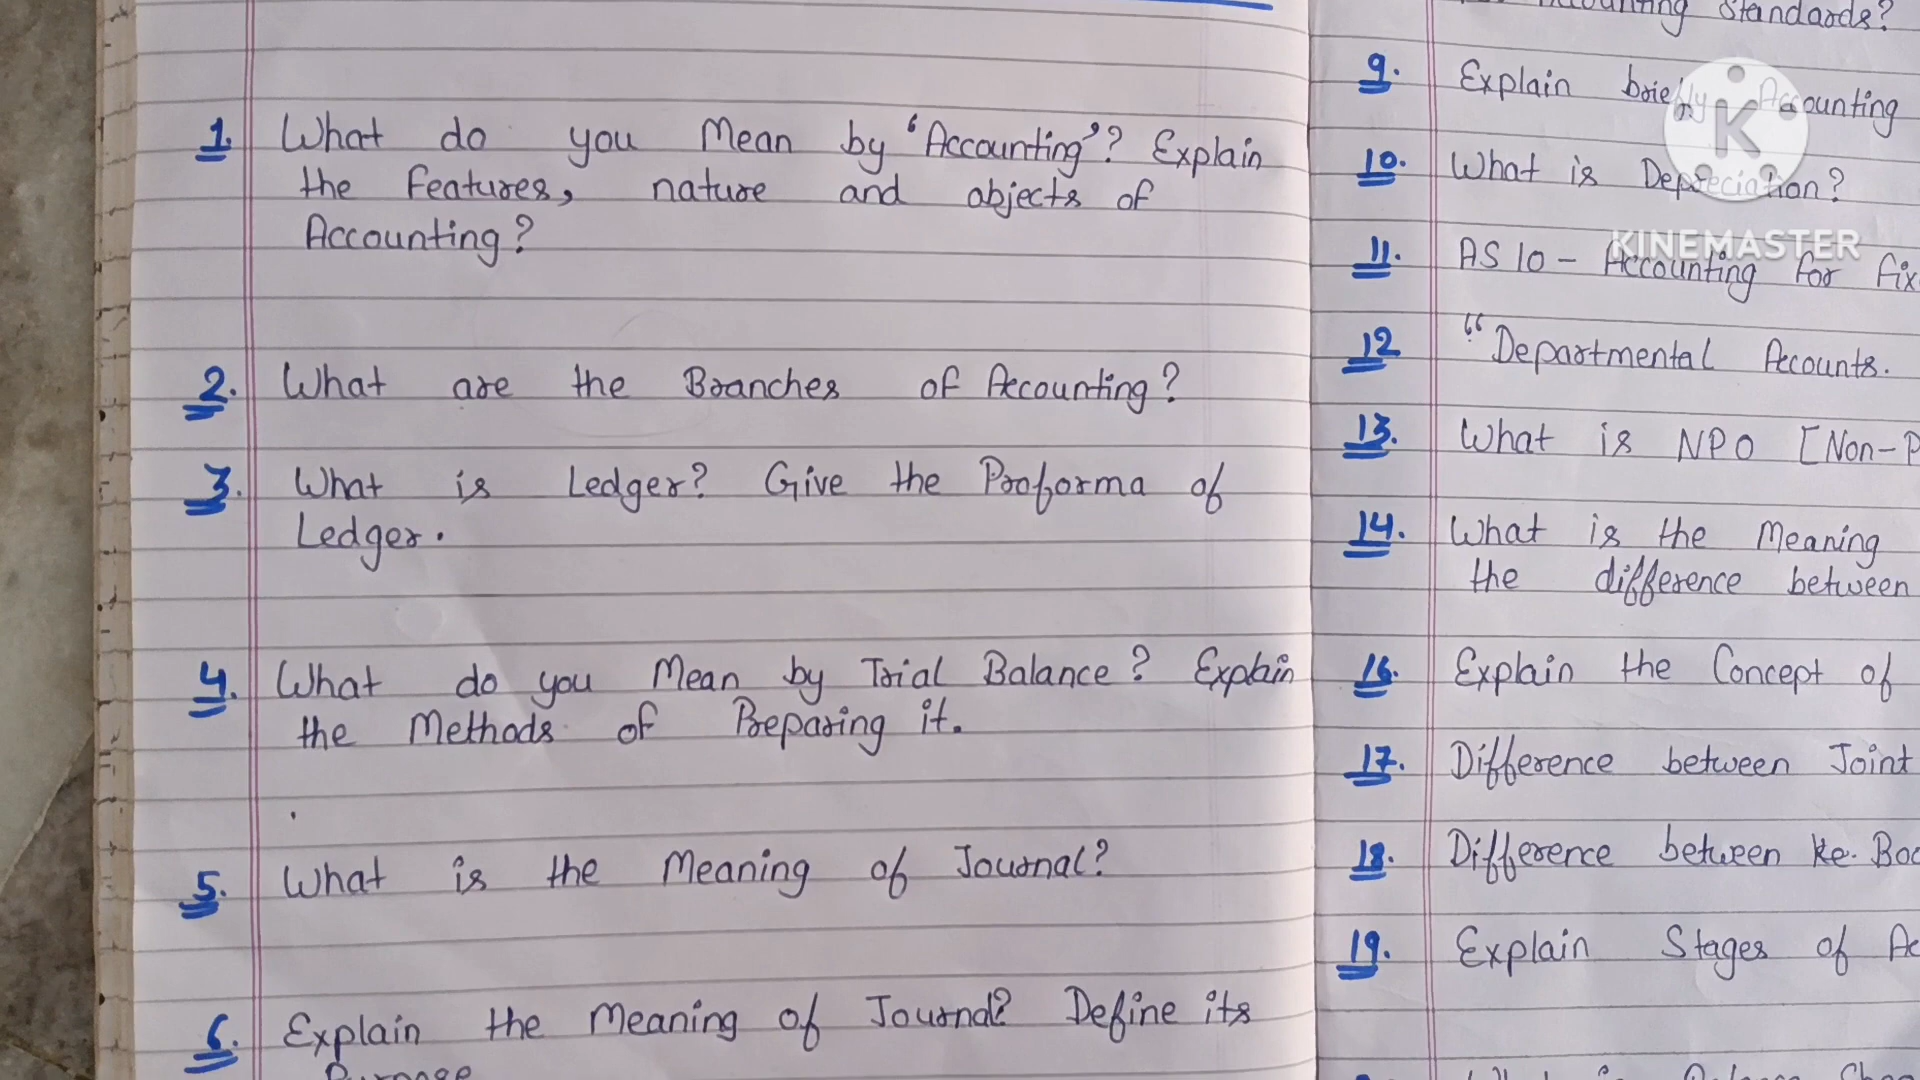 1. What do you Mean by 'Accounting'? Explain
the features, nature and objects of
Accounting?
2. What are the Branches of Accounting?
3. What is Ledger? Give the Proforma of
Ledger.
4. What do you Mean by Trial Balance? Explain
the Methods of Preparing it.
5. What is the Meaning of Journal?
6. Explain the Meaning of Journal? Define its
Purpose
Accounting Standards?
9. Explain briefly Accounting
10. What is Depreciation?
11. AS 10 - Accounting for Fix
12 "Departmental Accounts.
13. What is NPO [Non-P
14. What is the Meaning
the difference between
16. Explain the Concept of
17. Difference between Joint
18. Difference between
19. Explain Stages of Ac
K
KINEMASTER